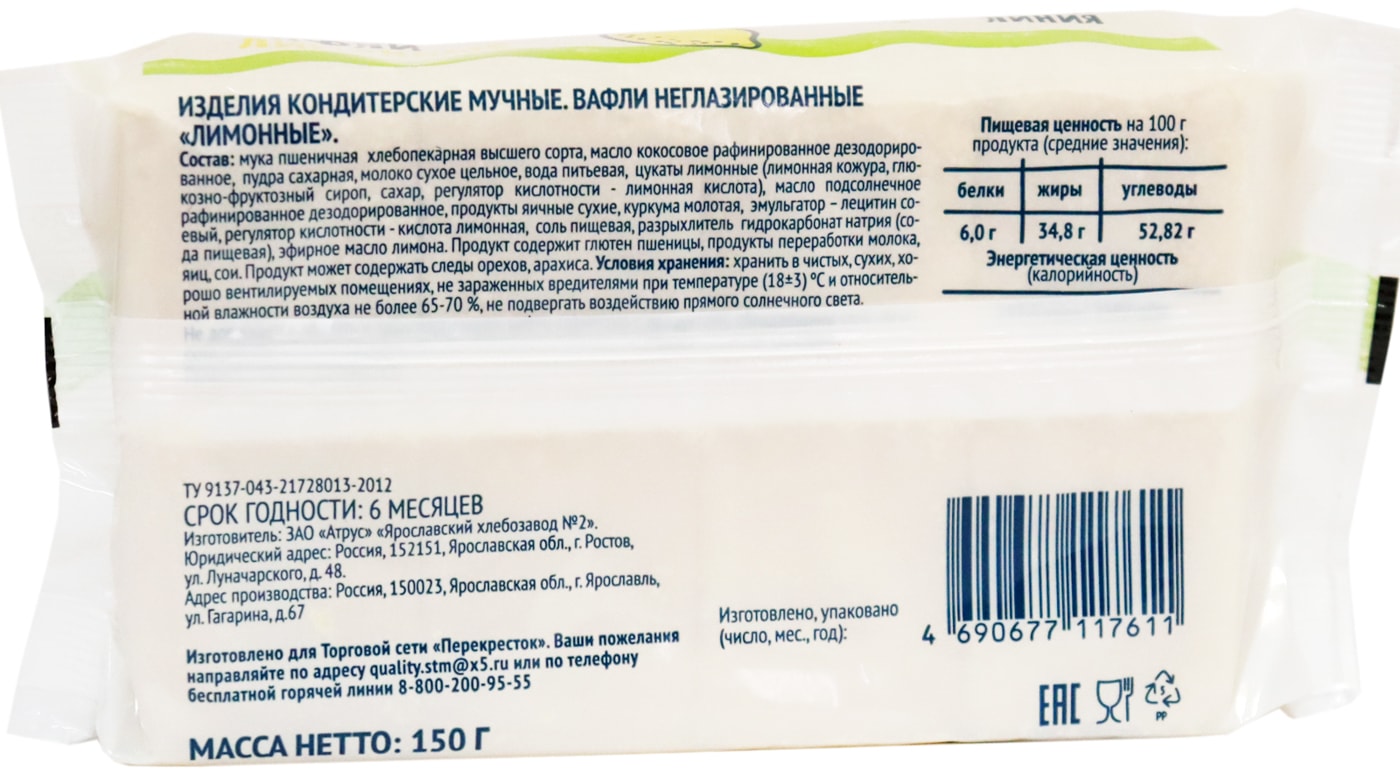 ИЗДЕЛИЯ КОНДИТЕРСКИЕ МУЧНЫЕ. ВАФЛИ НЕГЛАЗИРОВАННЫЕ
«ЛИМОННЫЕ».
Состав: мука пшеничная хлебопекарная высшего сорта, масло кокосовое рафинированное дезодориро-
ванное, пудра сахарная, молоко сухое цельное, вода питьевая, цукаты лимонные (лимонная кожура, глю-
козно-фруктозный сироп, сахар, регулятор кислотности - лимонная кислота), масло подсолнечное
рафинированное дезодорированное, продукты яичные сухие, куркума молотая, эмульгатор – лецитин со-
евый, регулятор кислотности - кислота лимонная, соль пищевая, разрыхлитель гидрокарбонат натрия (со-
да пищевая), эфирное масло лимона. Продукт содержит глютен пшеницы, продукты переработки молока,
яиц, сои. Продукт может содержать следы орехов, арахиса. Условия хранения: хранить в чистых, сухих, хо-
рошо вентилируемых помещениях, не зараженных вредителями при температуре (18±3) °С и относитель-
ной влажности воздуха не более 65-70 %, не подвергать воздействию прямого солнечного света.
Пищевая ценность на 100 г
продукта (средние значения):
белки жиры углеводы
6,0 г 34,8 г 52,82 г
Энергетическая ценность
(калорийность)
ТУ 9137-043-21728013-2012
СРОК ГОДНОСТИ: 6 МЕСЯЦЕВ
Изготовитель: ЗАО «Атрус» «Ярославский хлебозавод №2».
Юридический адрес: Россия, 152151, Ярославская обл., г. Ростов,
ул. Луначарского, д. 48.
Адрес производства: Россия, 150023, Ярославская обл., г. Ярославль,
ул. Гагарина, д.67
Изготовлено для Торговой сети «Перекресток». Ваши пожелания
направляйте по адресу quality.stm@x5.ru или по телефону
бесплатной горячей линии 8-800-200-95-55
МАССА НЕТТО: 150 Г
Изготовлено, упаковано
(число, мес., год):
4 690677 117611
ЕАС
5
PP